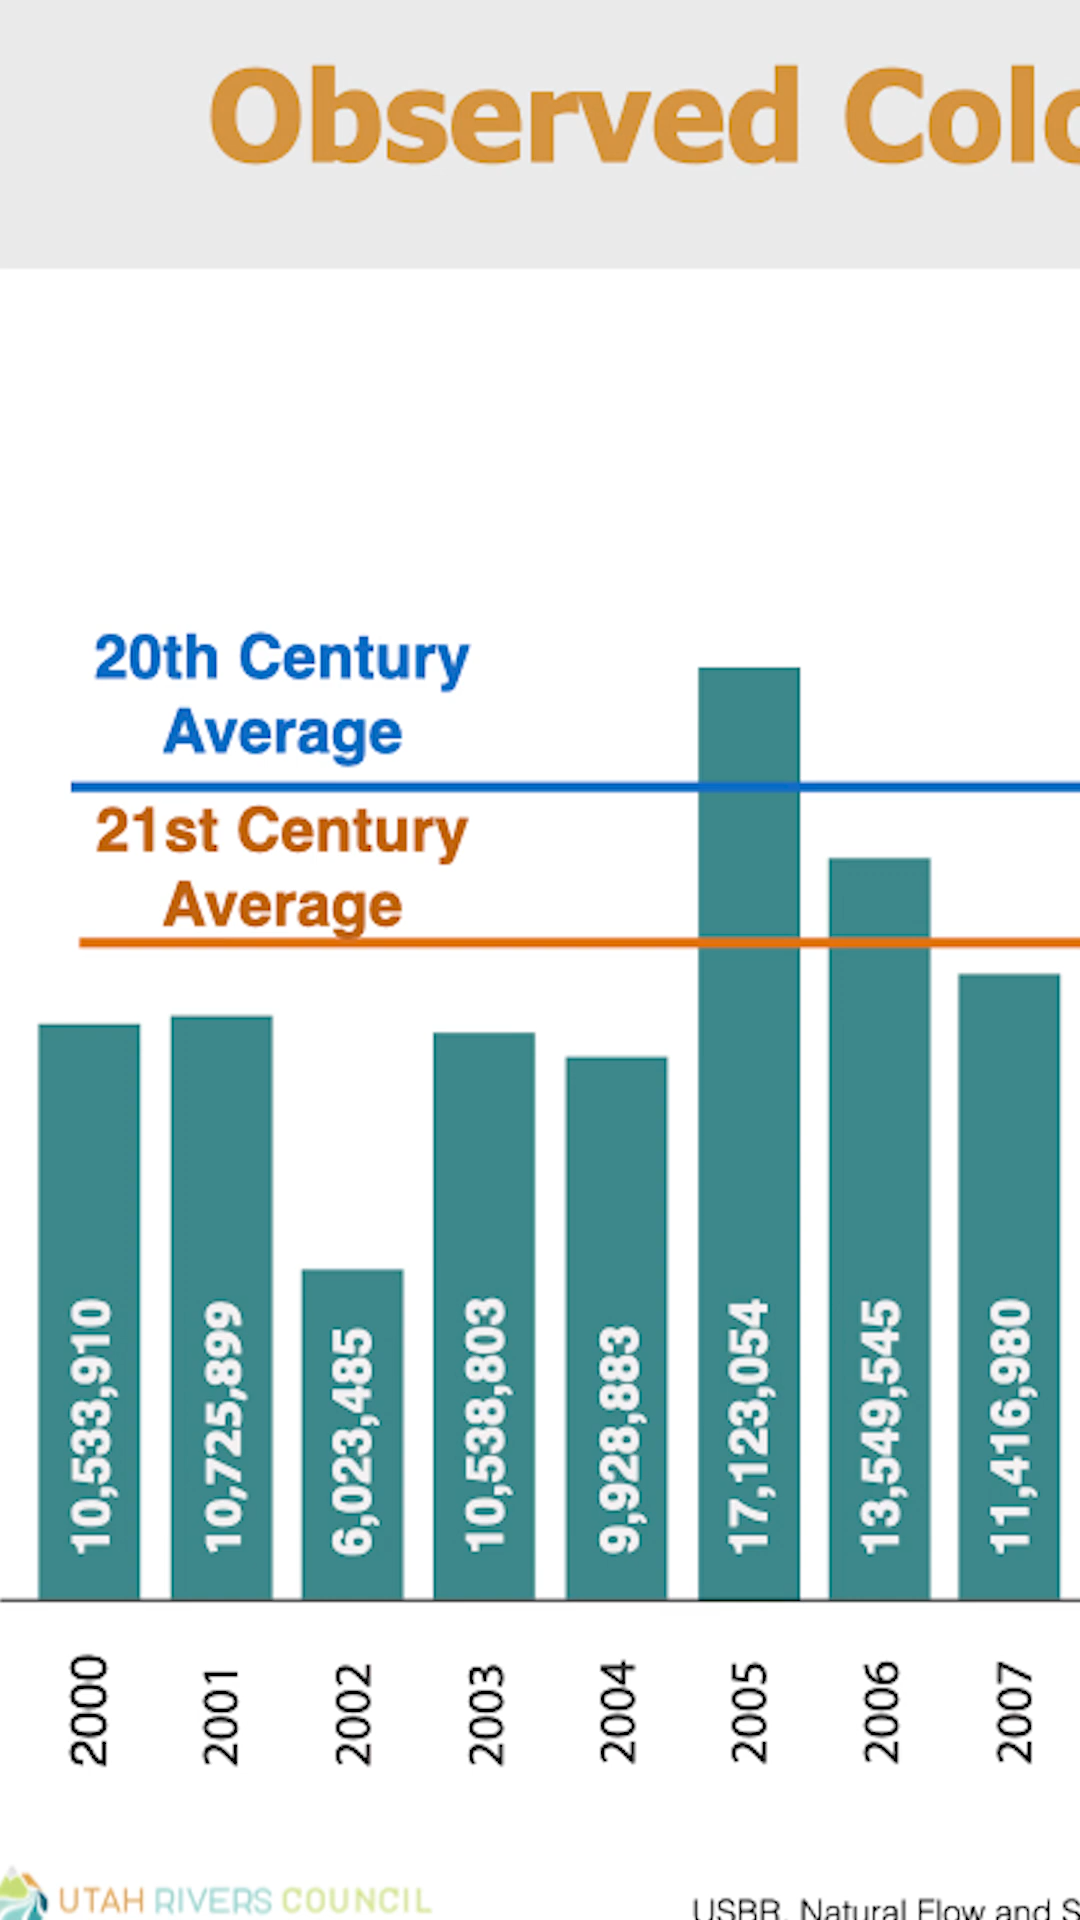 Observed Colo
20th Century
Average
21st Century
Average
10,533,910
10,725,899
6,023,485
10,538,803
9,928,883
17,123,054
13,549,545
11,416,980
2000
2001
2002
2003
2004
2005
2006
2007
UTAH RIVERS COUNCIL
USBR, Natural Flow and S